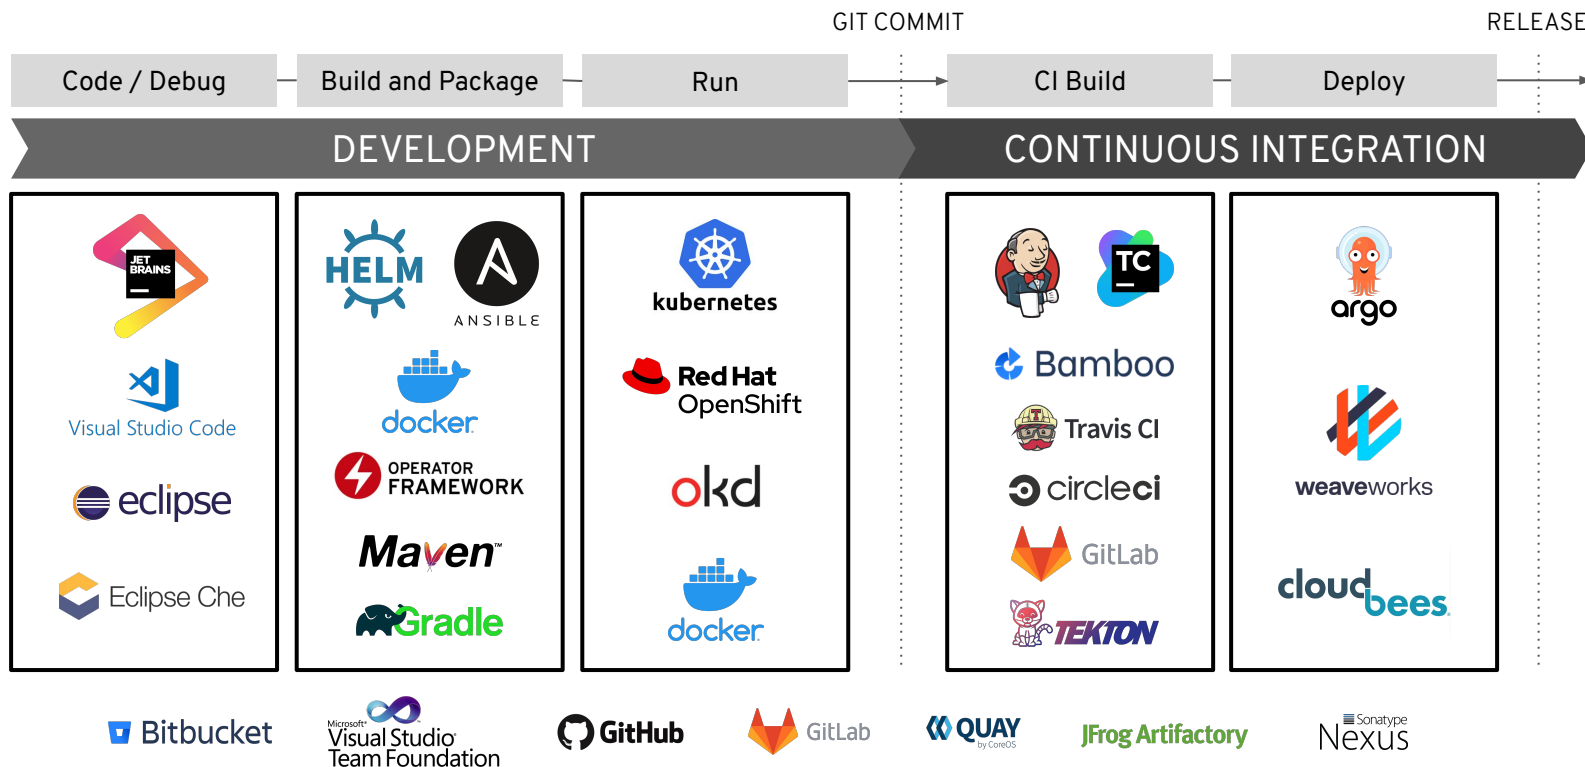 GIT COMMIT
RELEASE
Code / Debug
Build and Package
Run
CI Build
Deploy
DEVELOPMENT
CONTINUOUS INTEGRATION
JET
BRAINS
Visual Studio Code
eclipse
Eclipse Che
HELM
ANSIBLE
docker
OPERATOR
FRAMEWORK
Maven™
Gradle
kubernetes
Red Hat
OpenShift
okd
docker
TC
Bamboo
T
Travis CI
circleci
GitLab
TEKTON
argo
weaveworks
cloudbees
Bitbucket
Microsoft®
Visual Studio
Team Foundation
GitHub
GitLab
QUAY
by CoreOS
JFrog Artifactory
Sonatype
Nexus